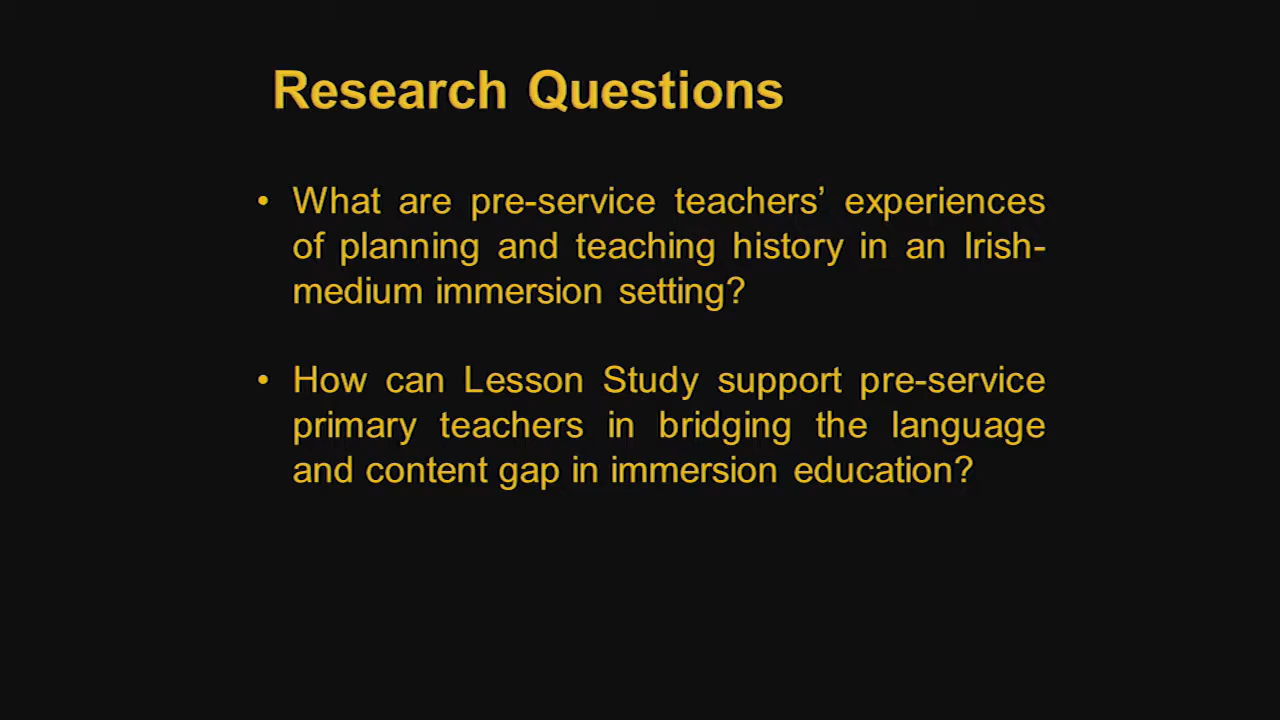 Research Questions
• What are pre-service teachers’ experiences
of planning and teaching history in an Irish-
medium immersion setting?
• How can Lesson Study support pre-service
primary teachers in bridging the language
and content gap in immersion education?